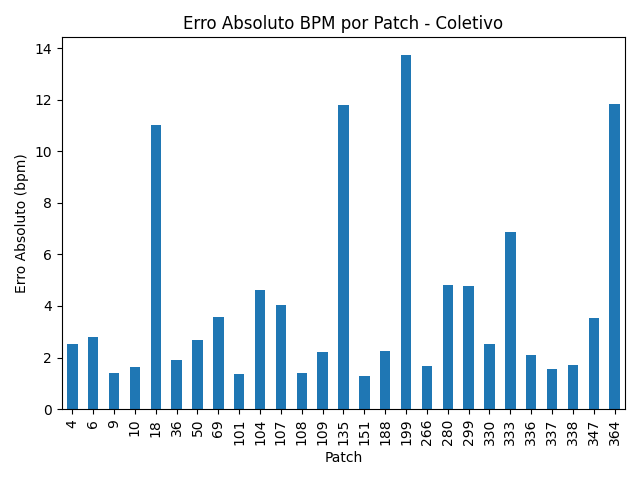 Erro Absoluto BPM por Patch - Coletivo
Erro Absoluto (bpm)
14
12
10
8
6
4
2
0
4 6 9 10 18 36 50 69 101 104 107 108 109 135 151 188 199 266 280 299 330 333 336 337 338 347 364
Patch